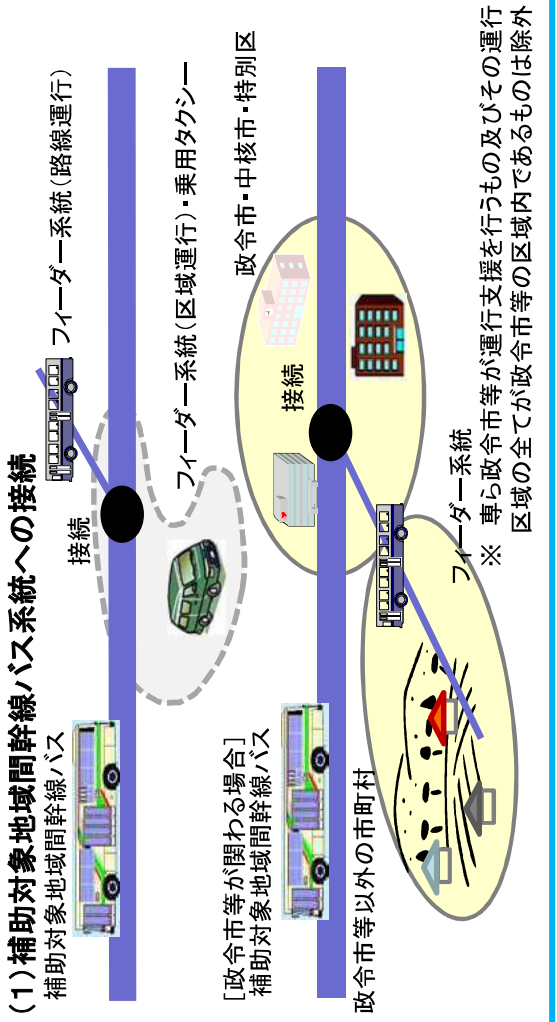 (1)補助対象地域間幹線バス系統への接続
補助対象地域間幹線バス
接続
フィーダー系統(路線運行)
フィーダー系統(区域運行)・乗用タクシー
[政令市等が関わる場合]
補助対象地域間幹線バス
接続
政令市・中核市・特別区
政令市等以外の市町村
フィーダー系統
※ 専ら政令市等が運行支援を行うもの及びその運行
区域の全てが政令市等の区域内であるものは除外